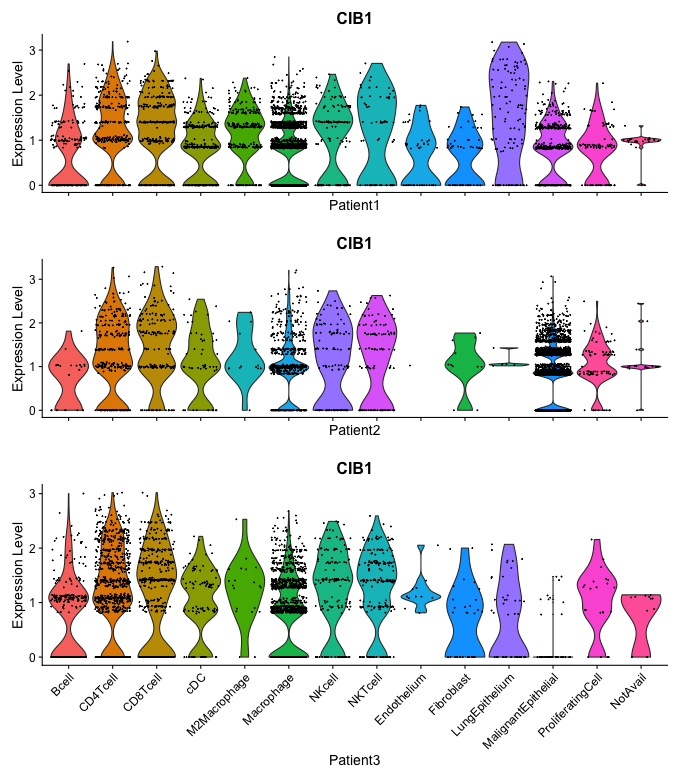 CIB1
Expression Level
3
2
1
0
Patient1
CIB1
Expression Level
3
2
1
0
Patient2
CIB1
Expression Level
3
2
1
0
Bcell
CD4Tcell
CD8Tcell
cDC
M2Macrophage
Macrophage
NKcell
NKTcell
Endothelium
Fibroblast
LungEpithelium
MalignantEpithelial
ProliferatingCell
NotAvail
Patient3